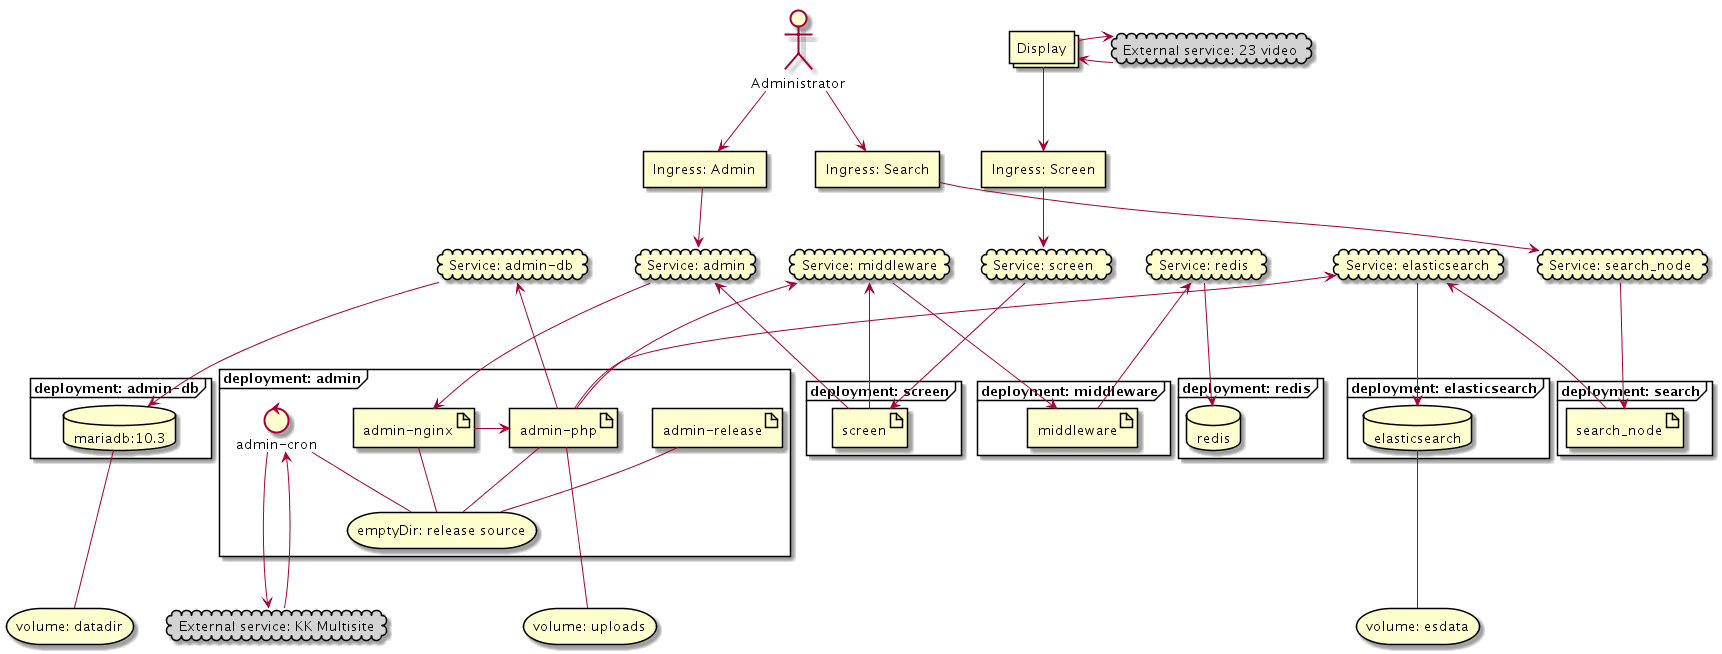 Display
External service: 23 video
Administrator
Ingress: Admin
Ingress: Search
Ingress: Screen
Service: admin-db
Service: admin
Service: middleware
Service: screen
Service: redis
Service: elasticsearch
Service: search_node
deployment: admin-db
mariadb:10.3
deployment: admin
admin-cron
admin-nginx
admin-php
admin-release
emptyDir: release source
deployment: screen
screen
deployment: middleware
middleware
deployment: redis
redis
deployment: elasticsearch
elasticsearch
deployment: search
search_node
volume: datadir
External service: KK Multisite
volume: uploads
volume: esdata